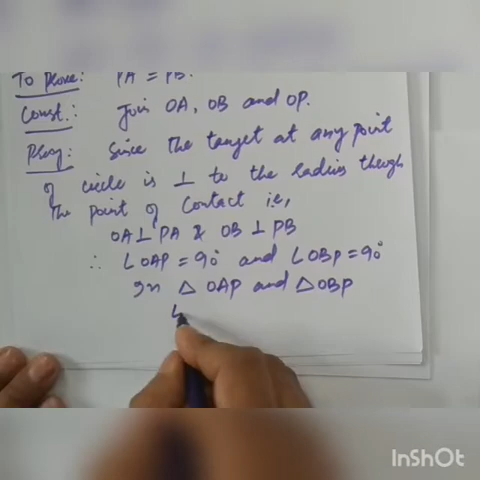 To Prove: PA = PB.
Const.: Join OA, OB and OP.
Proof: Since the tanget at any point
of circle is ⊥ to the radius though
the point of Contact i.e,
OA ⊥ PA & OB ⊥ PB
∴ ∠OAP = 90° and ∠OBP = 90°
In △ OAP and △OBP
∠
InShOt